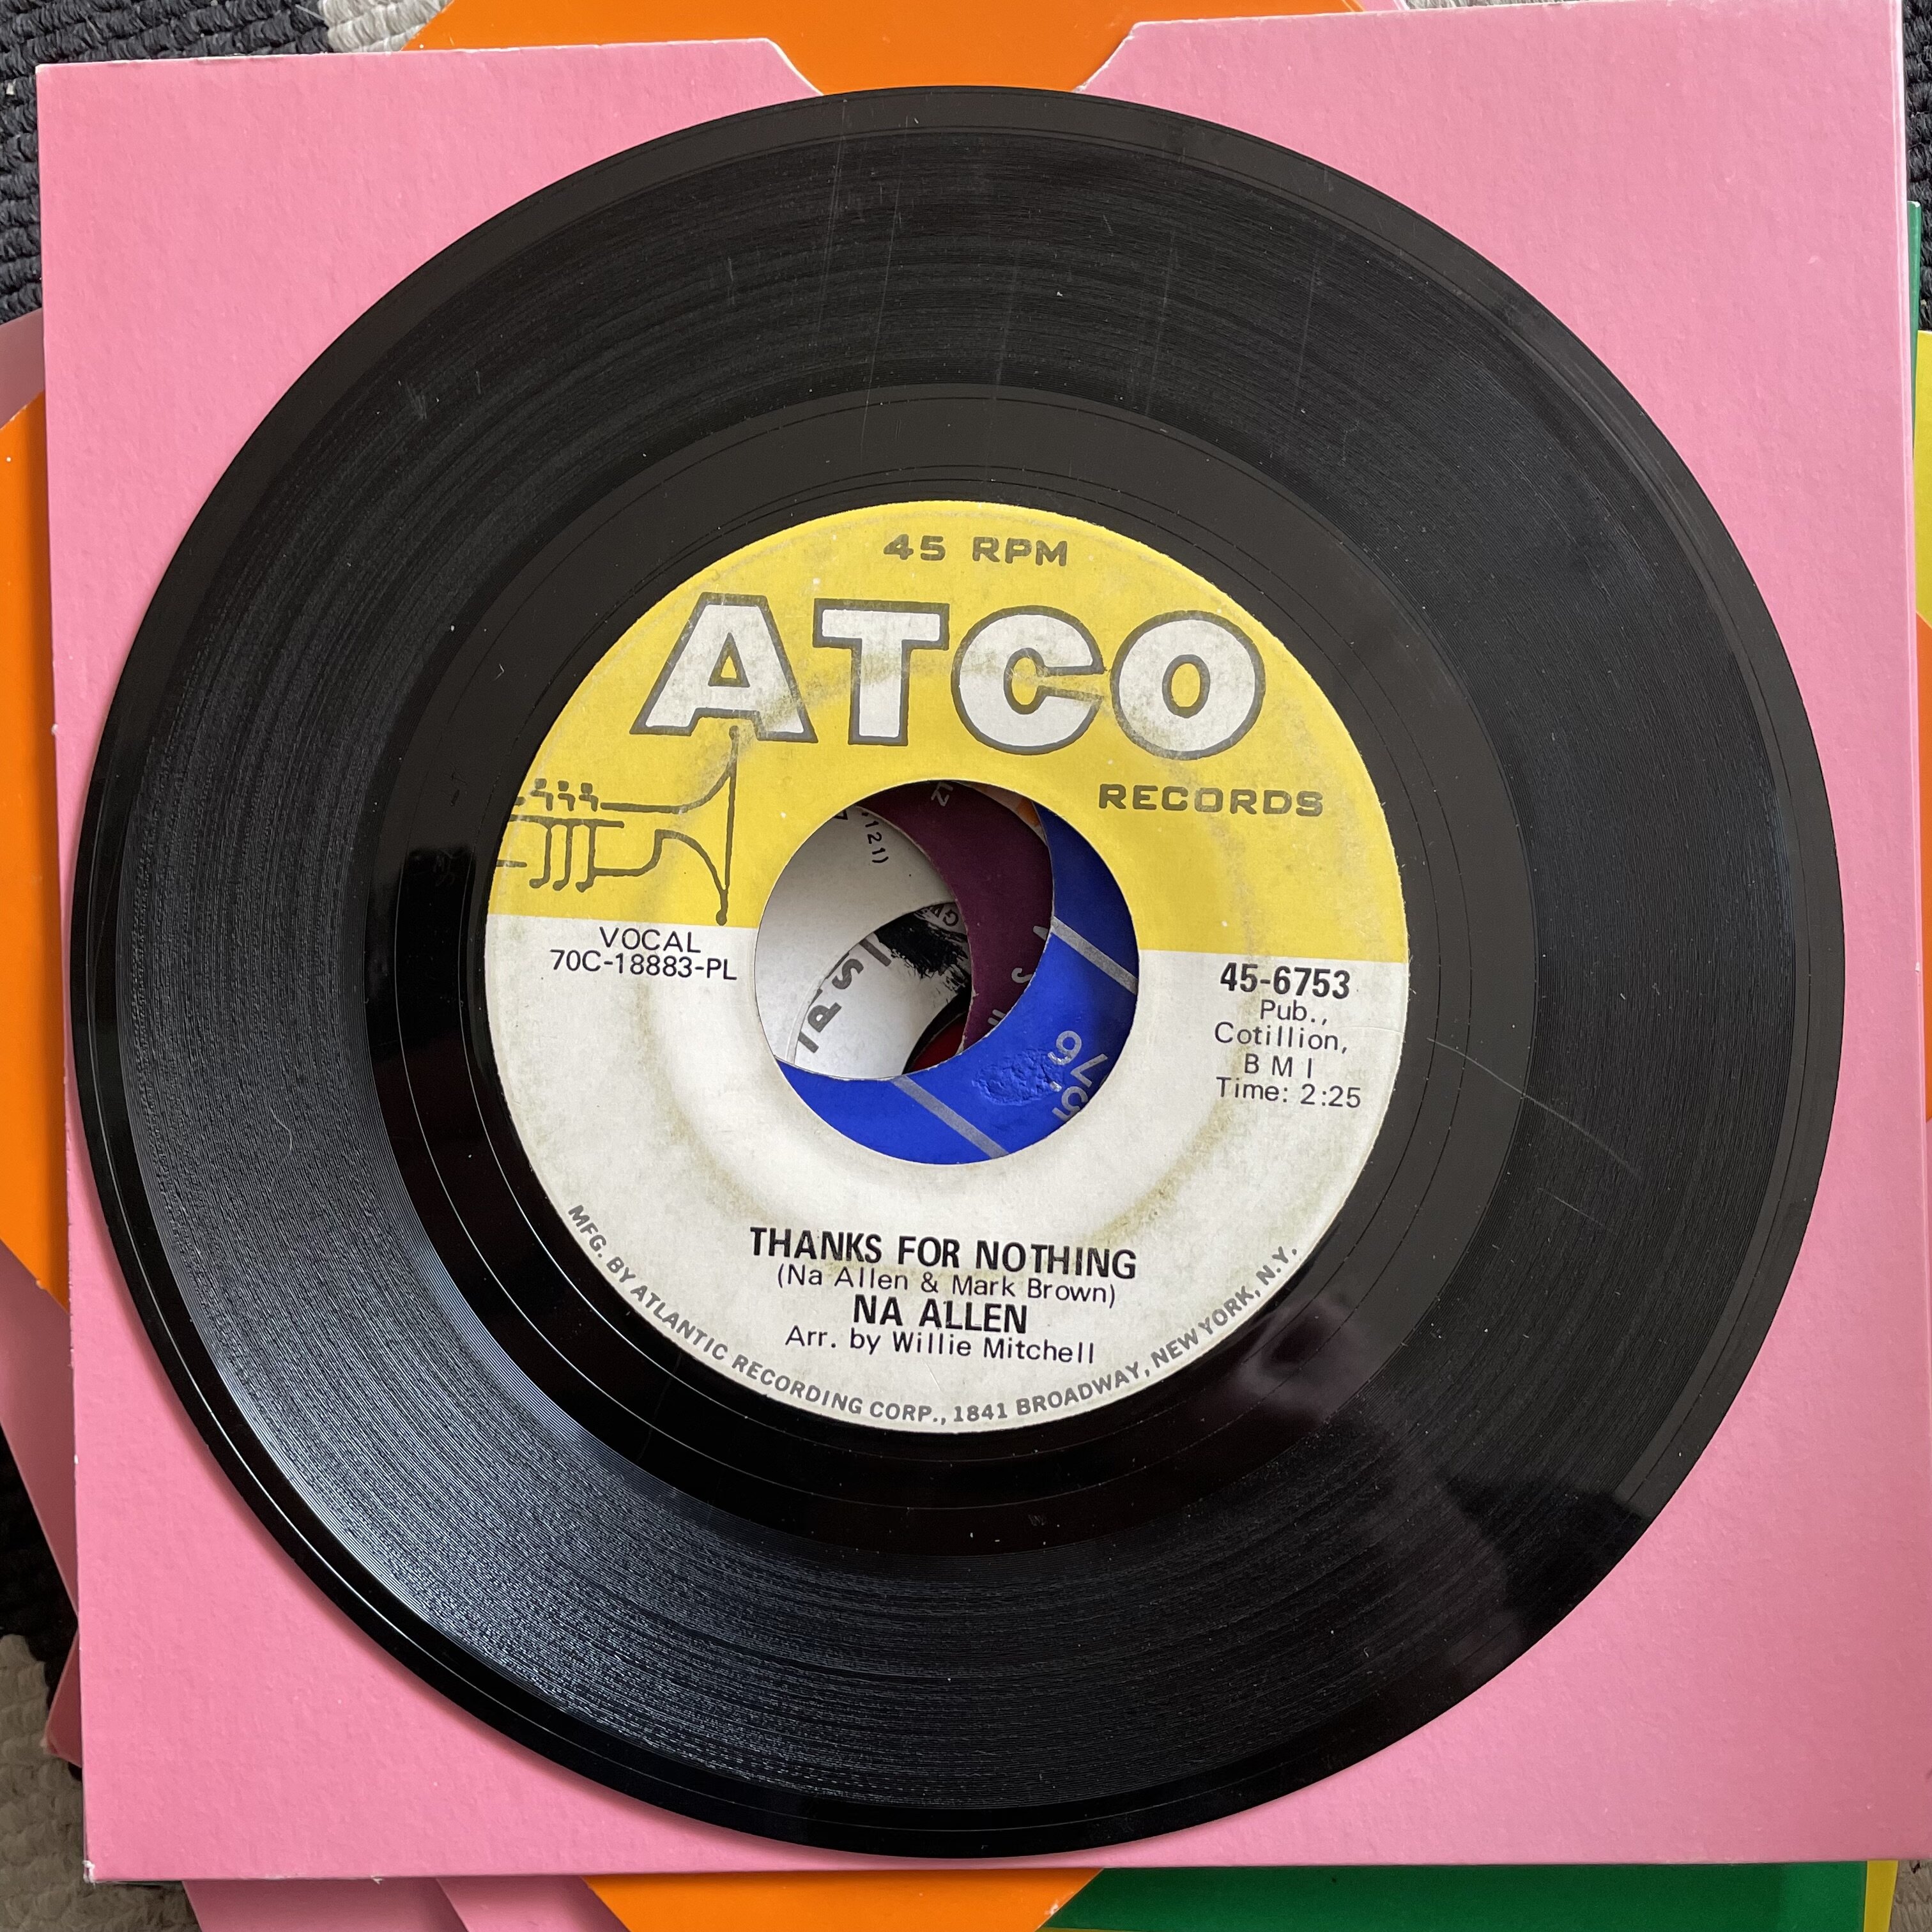 45 RPM
ATCO
RECORDS
VOCAL
70C-18883-PL
45-6753
Pub.,
Cotillion,
B M I
Time: 2:25
THANKS FOR NOTHING
(Na Allen & Mark Brown)
NA ALLEN
Arr. by Willie Mitchell
MFG. BY ATLANTIC RECORDING CORP., 1841 BROADWAY, NEW YORK, N.Y.
121)